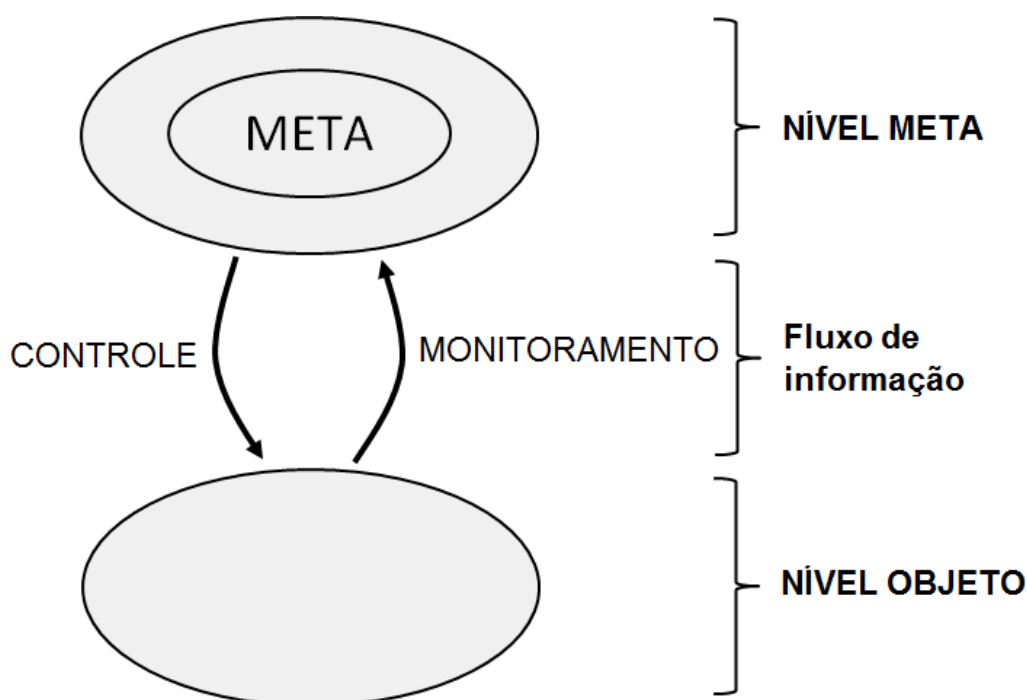 META
NÍVEL META
CONTROLE
MONITORAMENTO
Fluxo de
informação
NÍVEL OBJETO